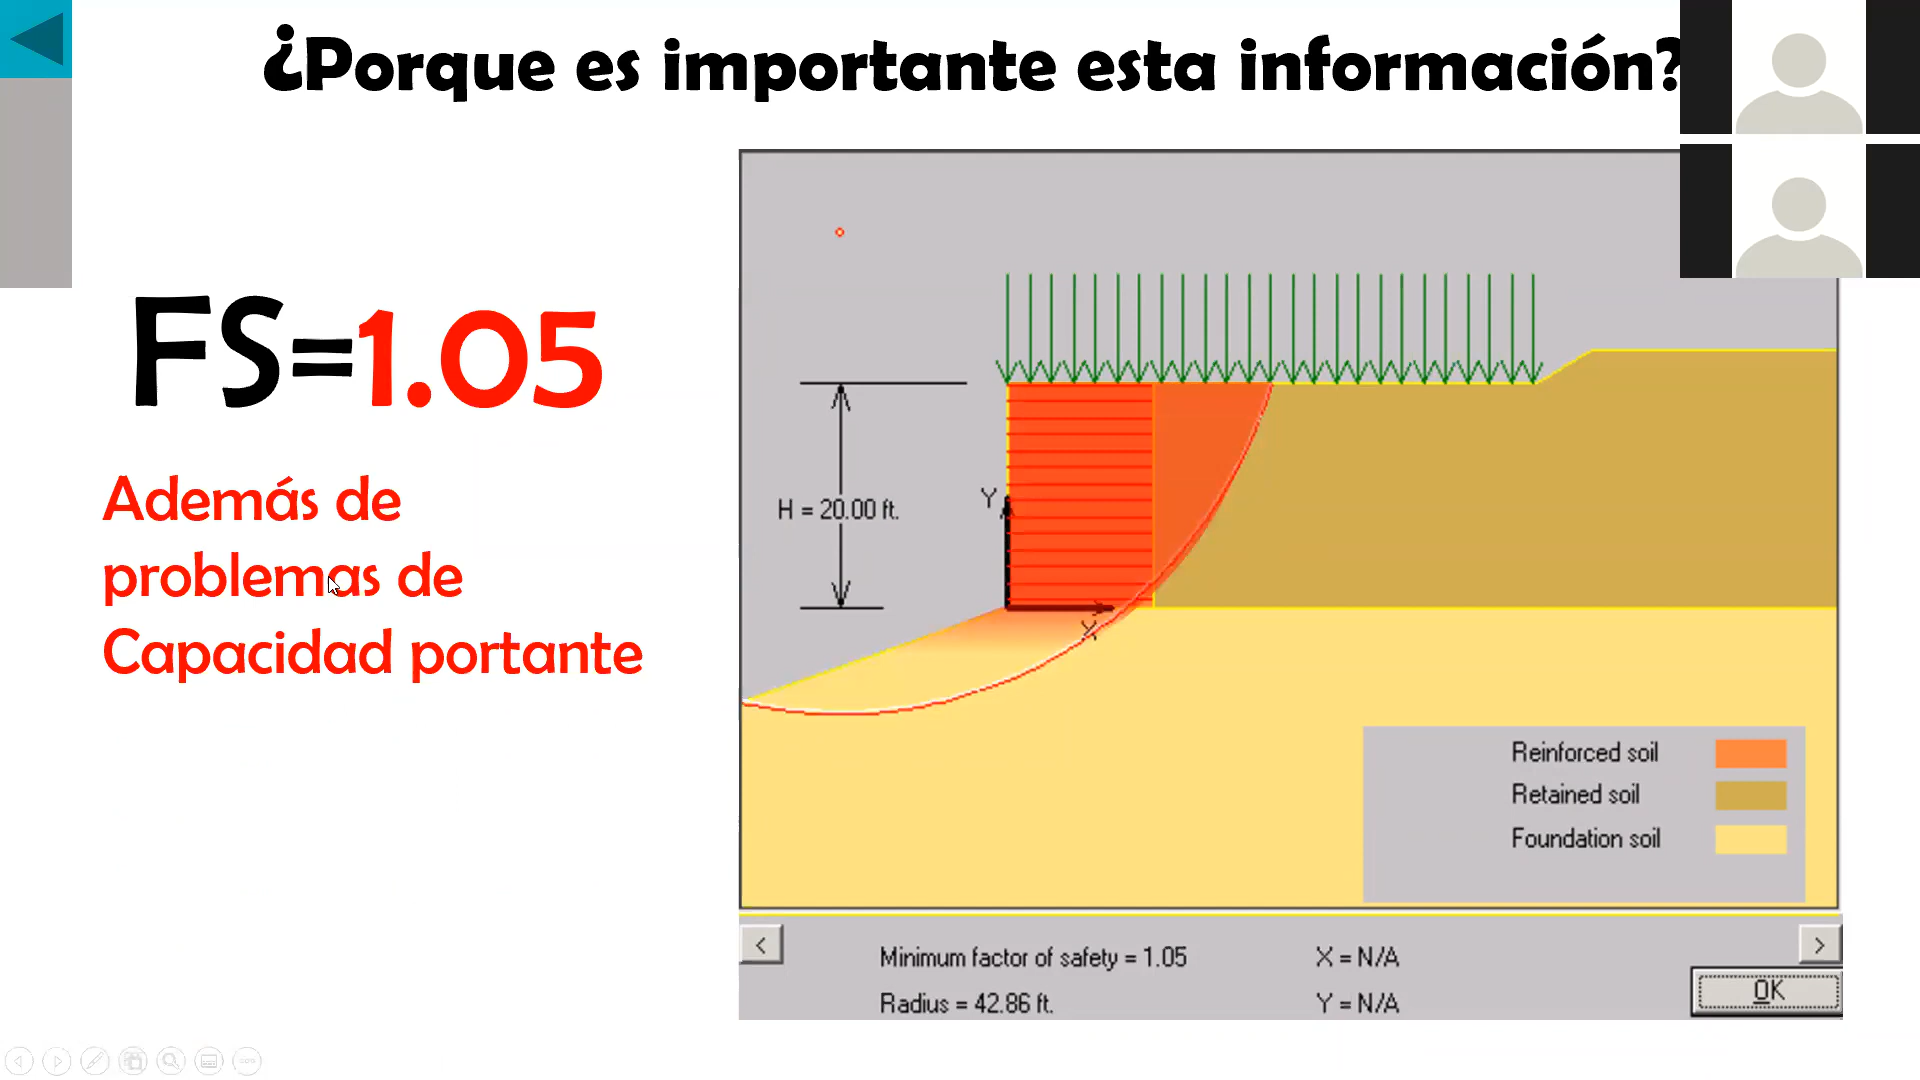 ¿Porque es importante esta información?
FS=1.05
Además de
problemas de
Capacidad portante
H = 20.00 ft.
Y
X
Reinforced soil
Retained soil
Foundation soil
<
>
Minimum factor of safety = 1.05
X = N/A
Radius = 42.86 ft.
Y = N/A
OK